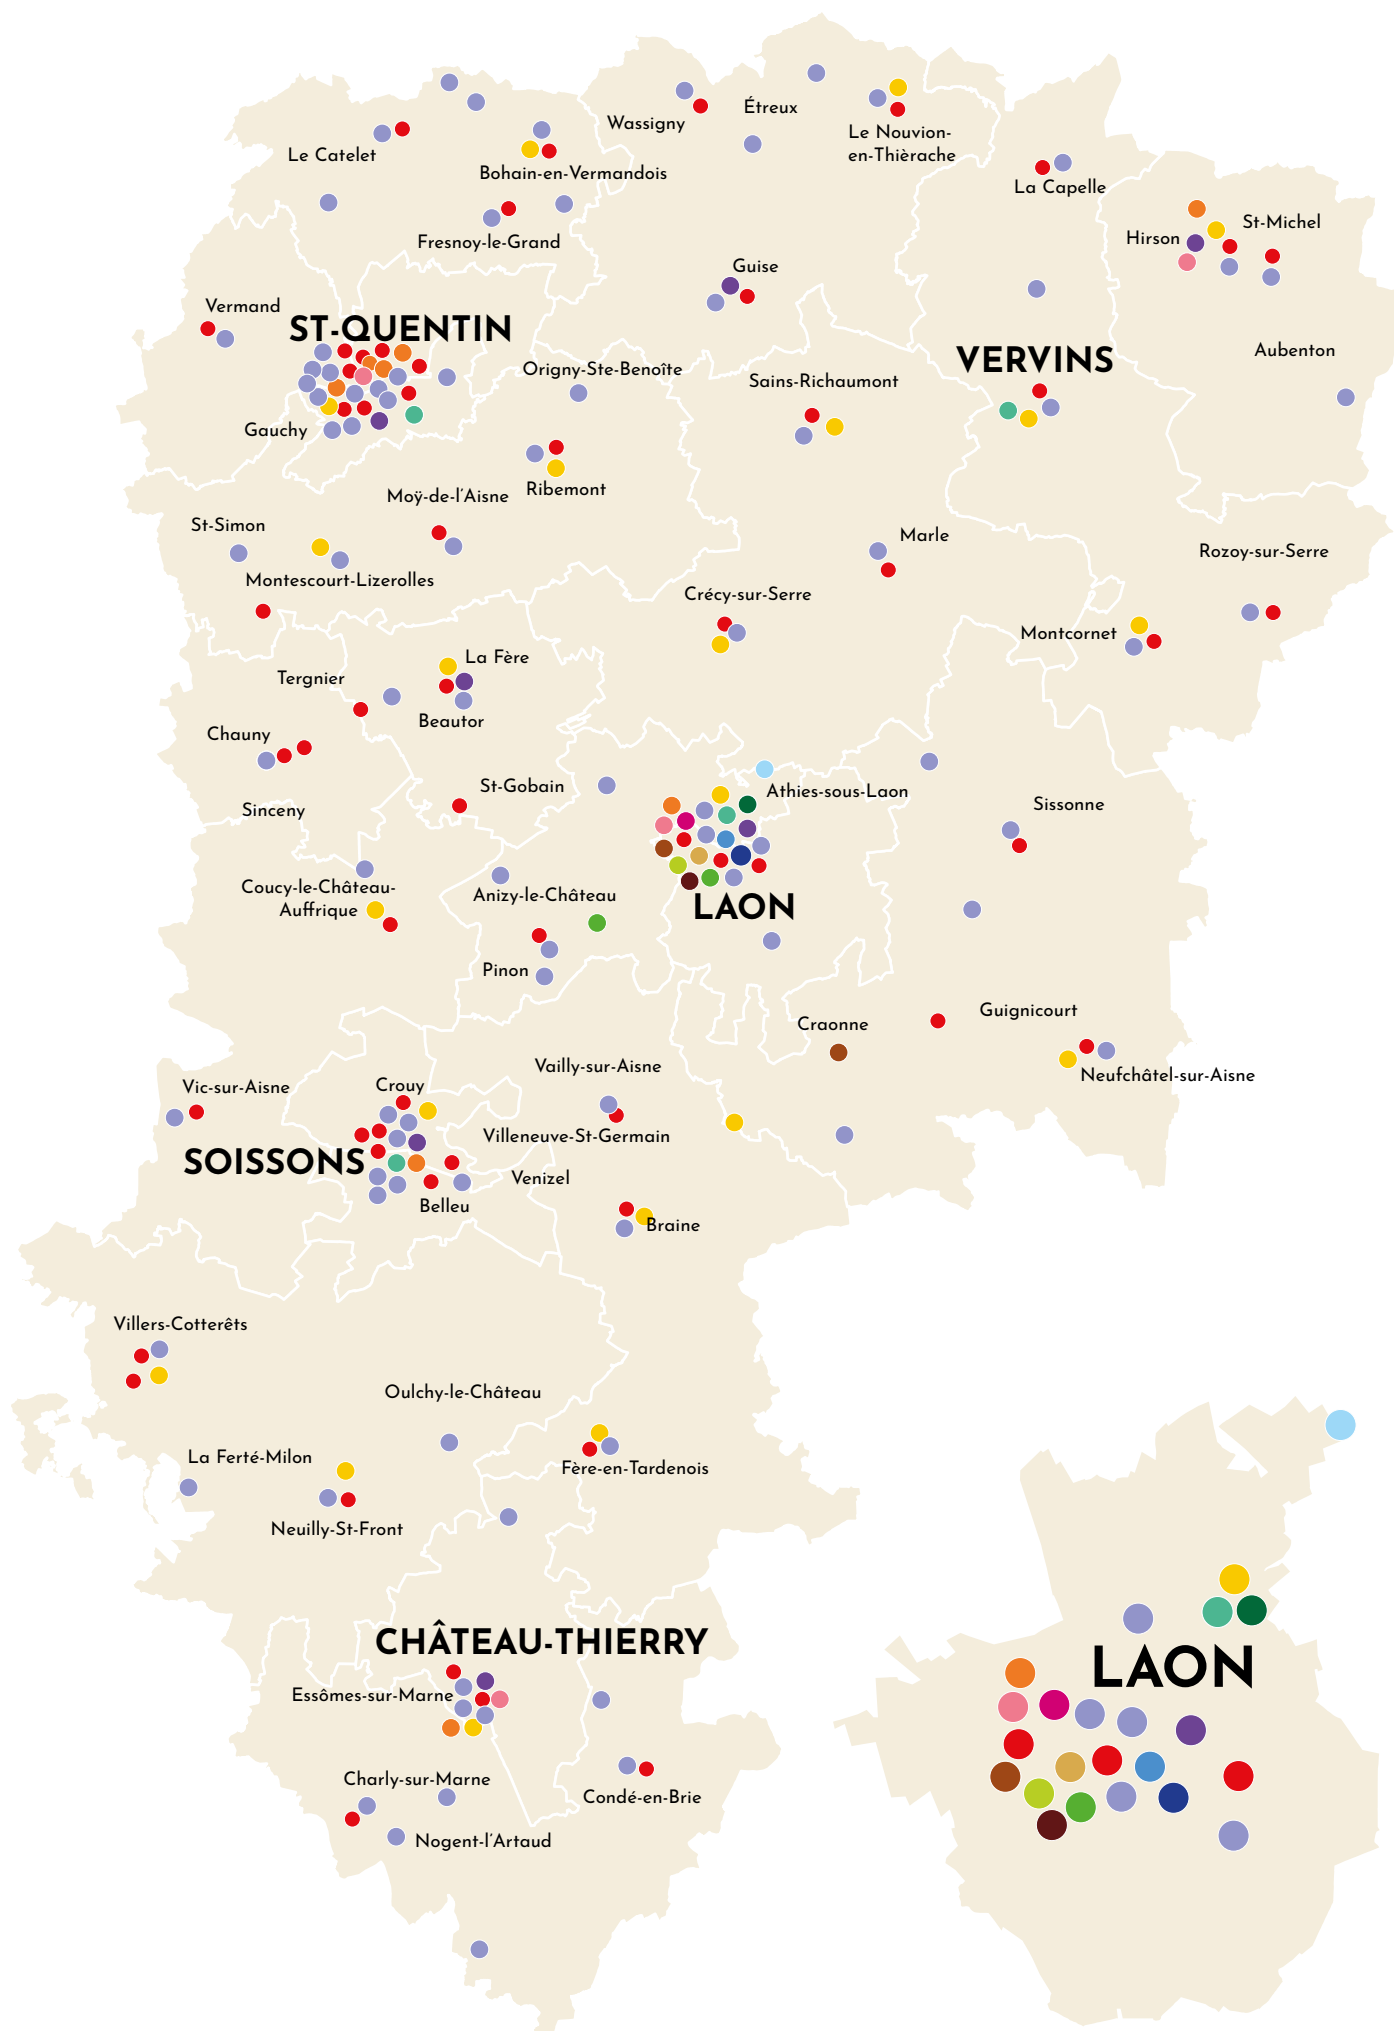 Wassigny
Étreux
Le Nouvion-
en-Thièrache
Le Catelet
Bohain-en-Vermandois
La Capelle
St-Michel
Hirson
Fresnoy-le-Grand
Guise
Vermand
ST-QUENTIN
VERVINS
Aubenton
Origny-Ste-Benoîte
Sains-Richaumont
Gauchy
Ribemont
Moÿ-de-l'Aisne
St-Simon
Marle
Rozoy-sur-Serre
Montescourt-Lizerolles
Crécy-sur-Serre
Montcornet
La Fère
Tergnier
Beautor
Chauny
St-Gobain
Athies-sous-Laon
Sissonne
Sinceny
Coucy-le-Château-
Auffrique
Anizy-le-Château
LAON
Pinon
Guignicourt
Craonne
Vailly-sur-Aisne
Neufchâtel-sur-Aisne
Vic-sur-Aisne
Crouy
Villeneuve-St-Germain
SOISSONS
Venizel
Belleu
Braine
Villers-Cotterêts
Oulchy-le-Château
La Ferté-Milon
Fère-en-Tardenois
Neuilly-St-Front
CHÂTEAU-THIERRY
LAON
Essômes-sur-Marne
Charly-sur-Marne
Condé-en-Brie
Nogent-l'Artaud